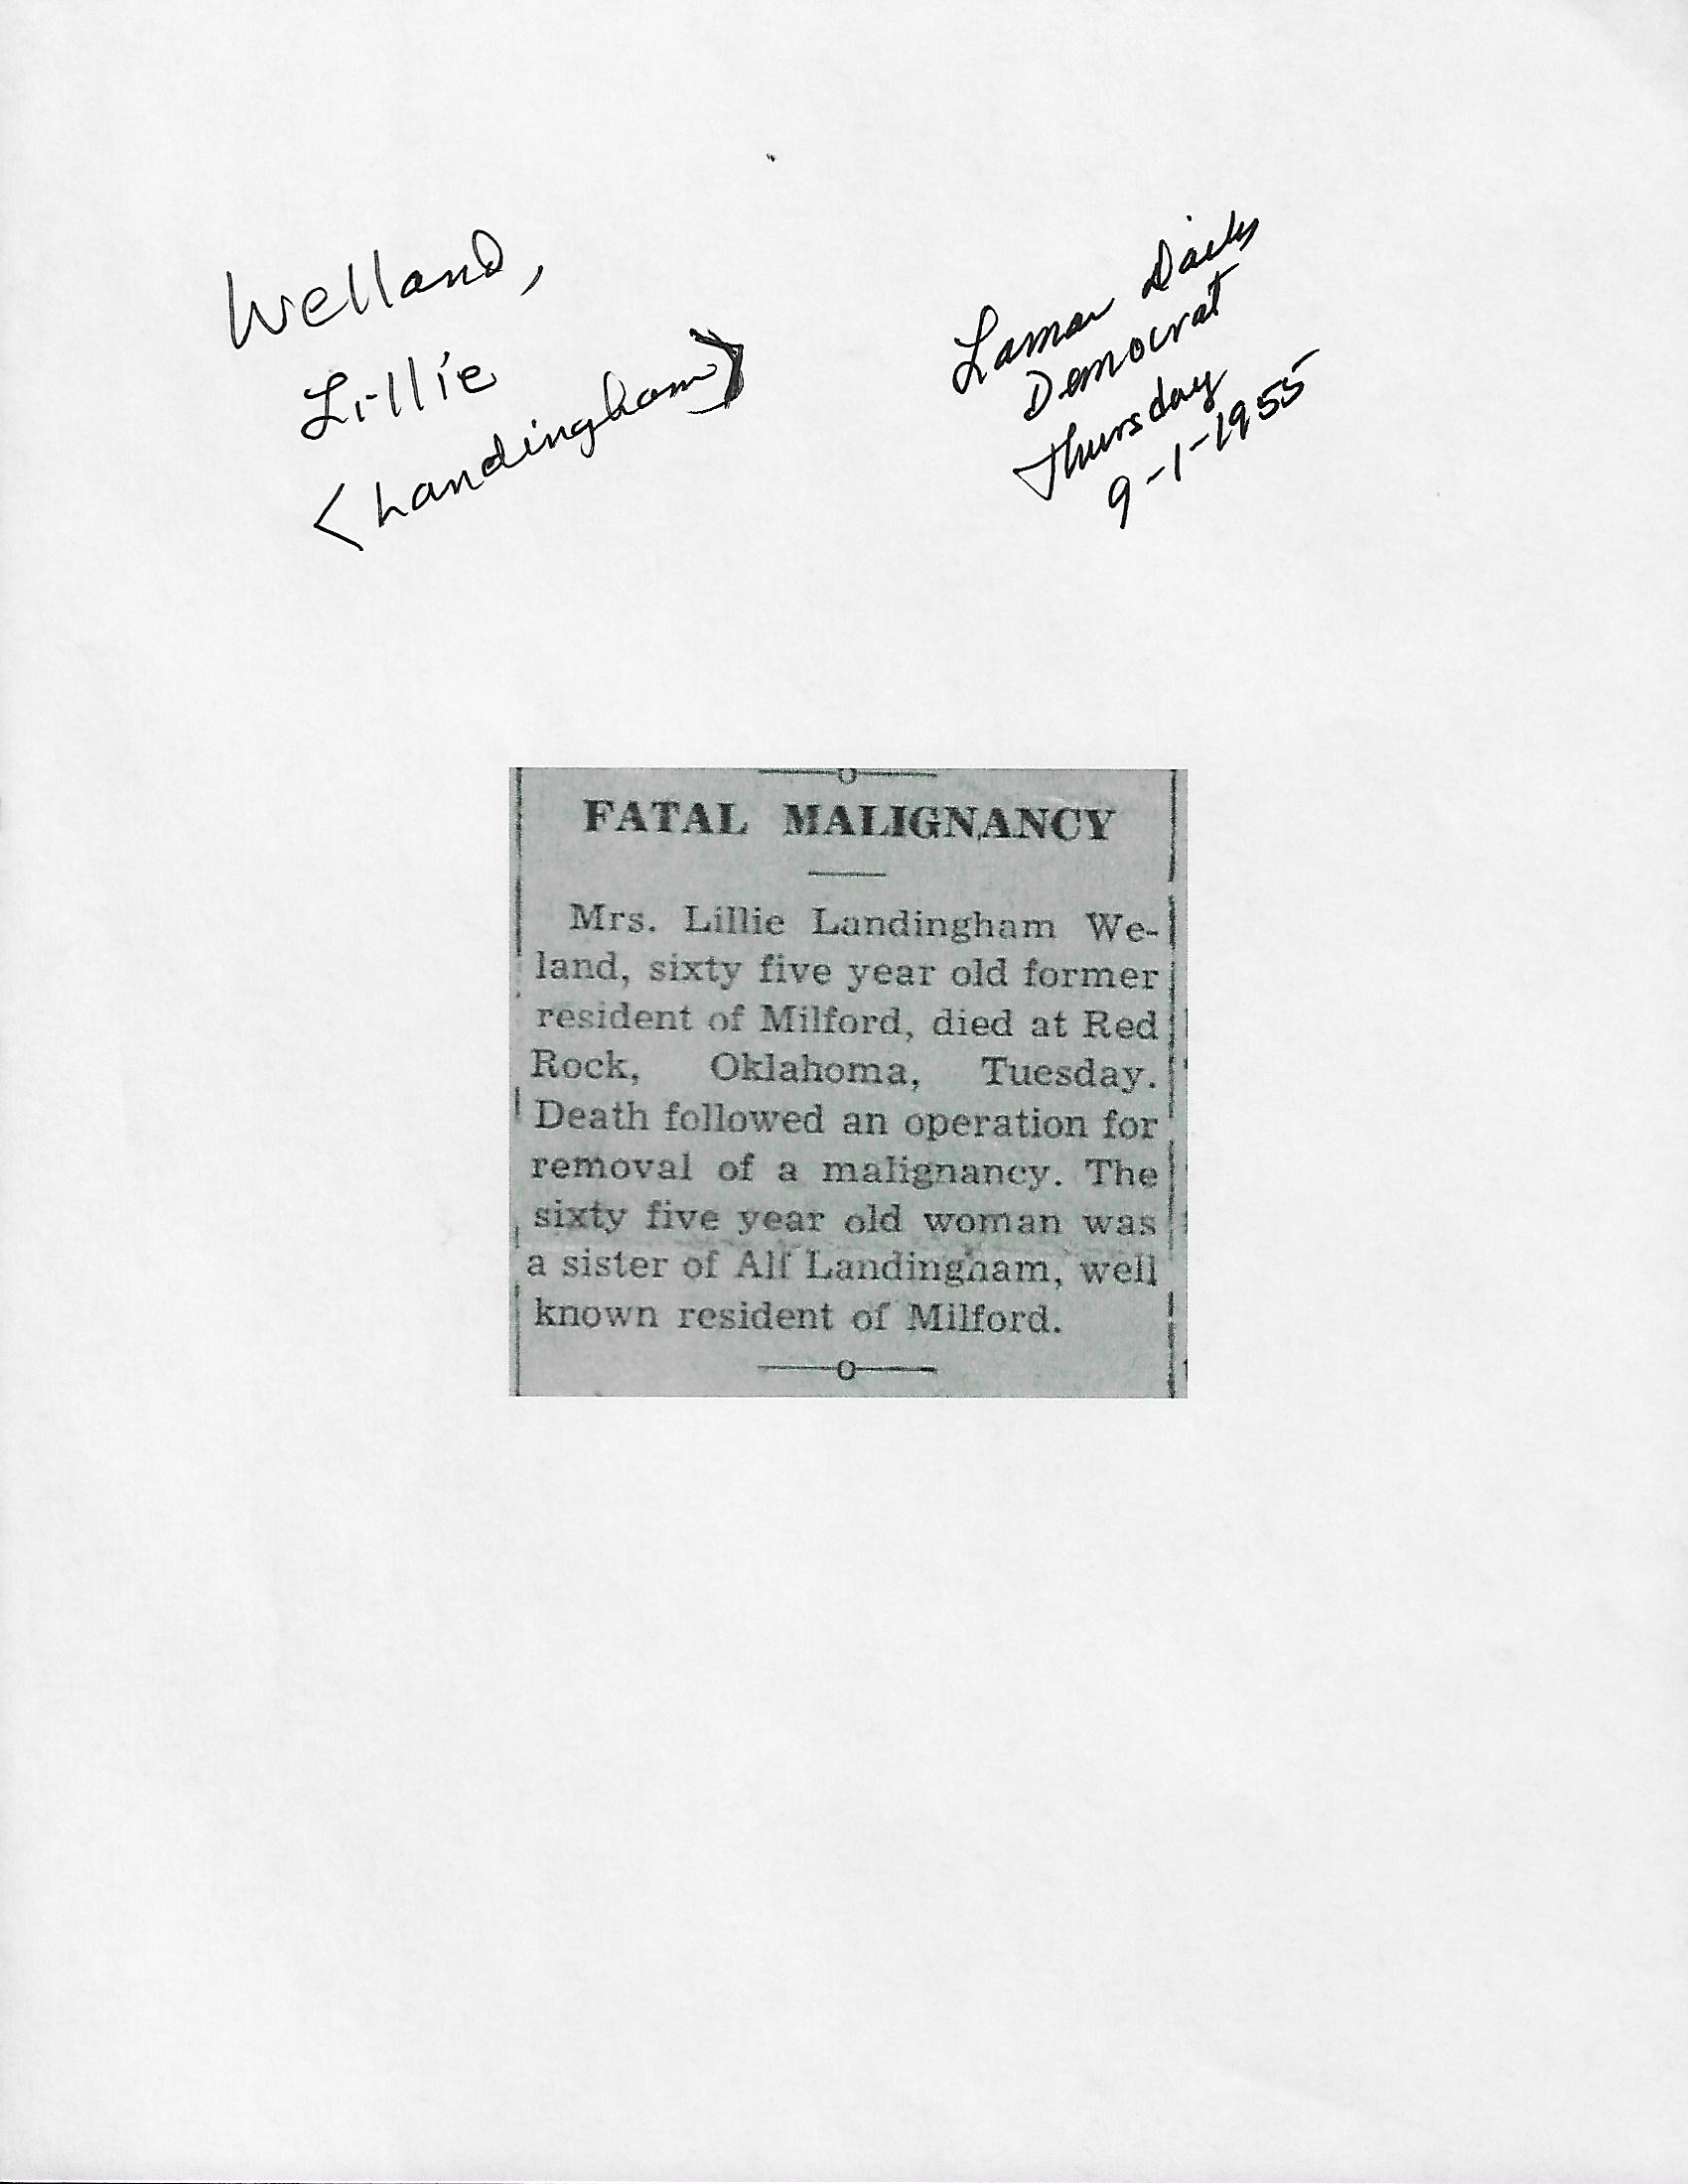 Welland,
Lillie
<Landingham)
Lamar Daily
Democrat
Thursday
9-1-1955
FATAL MALIGNANCY
Mrs. Lillie Landingham We-
land, sixty five year old former
resident of Milford, died at Red
Rock, Oklahoma, Tuesday.
Death followed an operation for
removal of a malignancy. The
sixty five year old woman was
a sister of Alf Landingham, well
known resident of Milford.